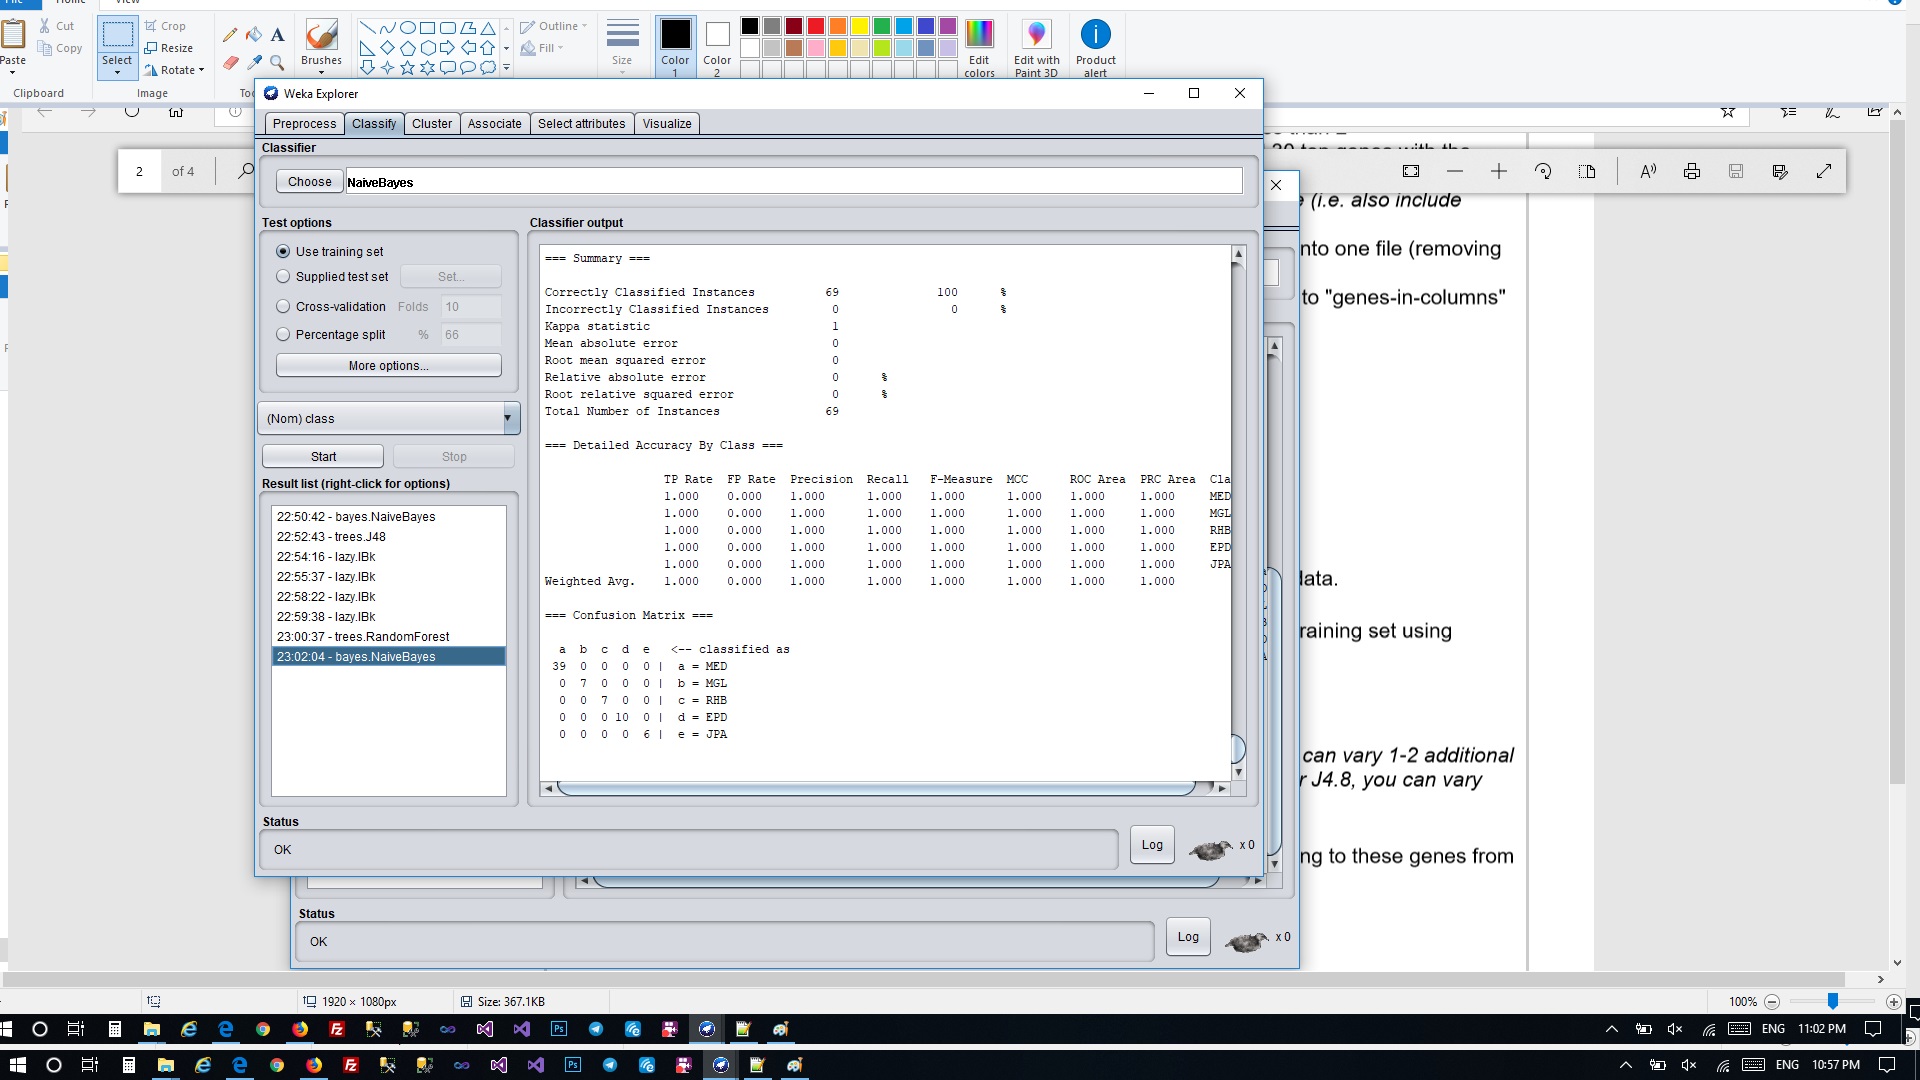 File Home View
Paste
Cut
Copy
Clipboard
Select
Crop
Resize
Rotate
Image
Brushes
Outline
Fill
Size
Color
1
Color
2
Edit
colors
Edit with
Paint 3D
Product
alert
Weka Explorer
Preprocess Classify Cluster Associate Select attributes Visualize
2 of 4
Classifier
Choose NaiveBayes
Test options
Use training set
Supplied test set Set...
Cross-validation Folds 10
Percentage split % 66
More options...
(Nom) class
Start Stop
Result list (right-click for options)
22:50:42 - bayes.NaiveBayes
22:52:43 - trees.J48
22:54:16 - lazy.IBk
22:55:37 - lazy.IBk
22:58:22 - lazy.IBk
22:59:38 - lazy.IBk
23:00:37 - trees.RandomForest
23:02:04 - bayes.NaiveBayes
Classifier output
=== Summary ===
Correctly Classified Instances 69 100 %
Incorrectly Classified Instances 0 0 %
Kappa statistic 1
Mean absolute error 0
Root mean squared error 0
Relative absolute error 0 %
Root relative squared error 0 %
Total Number of Instances 69
=== Detailed Accuracy By Class ===
TP Rate FP Rate Precision Recall F-Measure MCC ROC Area PRC Area Cla
1.000 0.000 1.000 1.000 1.000 1.000 1.000 1.000 MED
1.000 0.000 1.000 1.000 1.000 1.000 1.000 1.000 MGL
1.000 0.000 1.000 1.000 1.000 1.000 1.000 1.000 RHB
1.000 0.000 1.000 1.000 1.000 1.000 1.000 1.000 EPD
1.000 0.000 1.000 1.000 1.000 1.000 1.000 1.000 JPA
Weighted Avg. 1.000 0.000 1.000 1.000 1.000 1.000 1.000 1.000
=== Confusion Matrix ===
a b c d e <-- classified as
39 0 0 0 0 | a = MED
0 7 0 0 0 | b = MGL
0 0 7 0 0 | c = RHB
0 0 0 10 0 | d = EPD
0 0 0 0 6 | e = JPA
Status
OK
Log x 0
Status
OK
Log x 0
30 top genes with the
(i.e. also include
nto one file (removing
to "genes-in-columns"
data.
raining set using
can vary 1-2 additional
r J4.8, you can vary
ng to these genes from
1920 × 1080px
Size: 367.1KB
100%
ENG 11:02 PM
ENG 10:57 PM